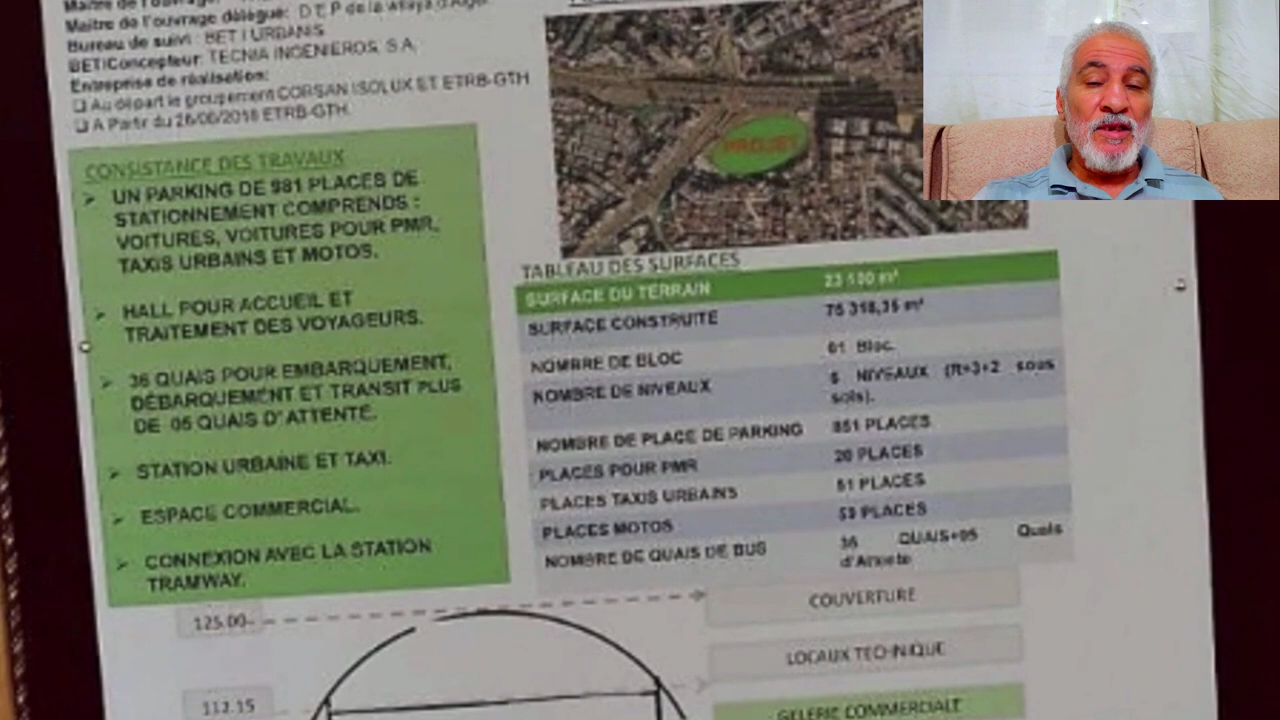 Maitre de l'ouvrage délégué: D E P de la wilaya d'Alger
Bureau de suivi : BET I URBANIS
BET/Concepteur: TECNIA INGENIEROS, S.A.
Entreprise de réalisation:
❑ Au départ le groupement CORSAN ISOLUX ET ETRB-GTH
❑ A Partir du 26/06/2018 ETRB-GTH.
CONSISTANCE DES TRAVAUX
➢ UN PARKING DE 981 PLACES DE
STATIONNEMENT COMPRENDS :
VOITURES, VOITURES POUR PMR,
TAXIS URBAINS ET MOTOS.
➢ HALL POUR ACCUEIL ET
TRAITEMENT DES VOYAGEURS.
➢ 36 QUAIS POUR EMBARQUEMENT,
DÉBARQUEMENT ET TRANSIT PLUS
DE 05 QUAIS D'ATTENTE.
➢ STATION URBAINE ET TAXI.
➢ ESPACE COMMERCIAL.
➢ CONNEXION AVEC LA STATION
TRAMWAY.
PROJET
TABLEAU DES SURFACES
SURFACE DU TERRAIN 23 100 m²
SURFACE CONSTRUITE 75 318,35 m²
NOMBRE DE BLOC 01 Bloc.
NOMBRE DE NIVEAUX 5 NIVEAUX (R+3+2 sous
sols).
NOMBRE DE PLACE DE PARKING 851 PLACES
PLACES POUR PMR 20 PLACES
PLACES TAXIS URBAINS 51 PLACES
PLACES MOTOS 59 PLACES
NOMBRE DE QUAIS DE BUS 36 QUAIS+05 Quais
d'Attente
125.00
COUVERTURE
LOCAUX TECHNIQUE
112.15
GELERIE COMMERCIALE